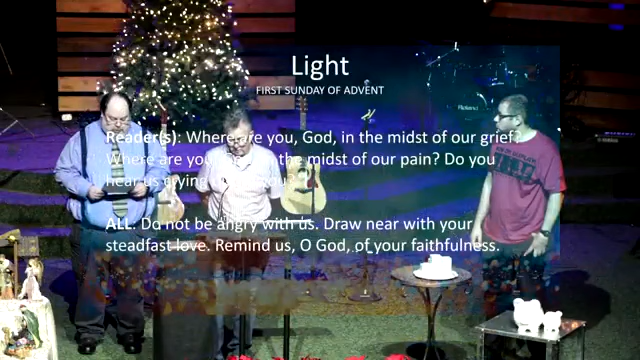 Light
FIRST SUNDAY OF ADVENT
Reader(s): Where are you, God, in the midst of our grief?
Where are you, in the midst of our pain? Do you
hear us crying
ALL: Do not be angry with us. Draw near with your
steadfast love. Remind us, O God, of your faithfulness.
Roland